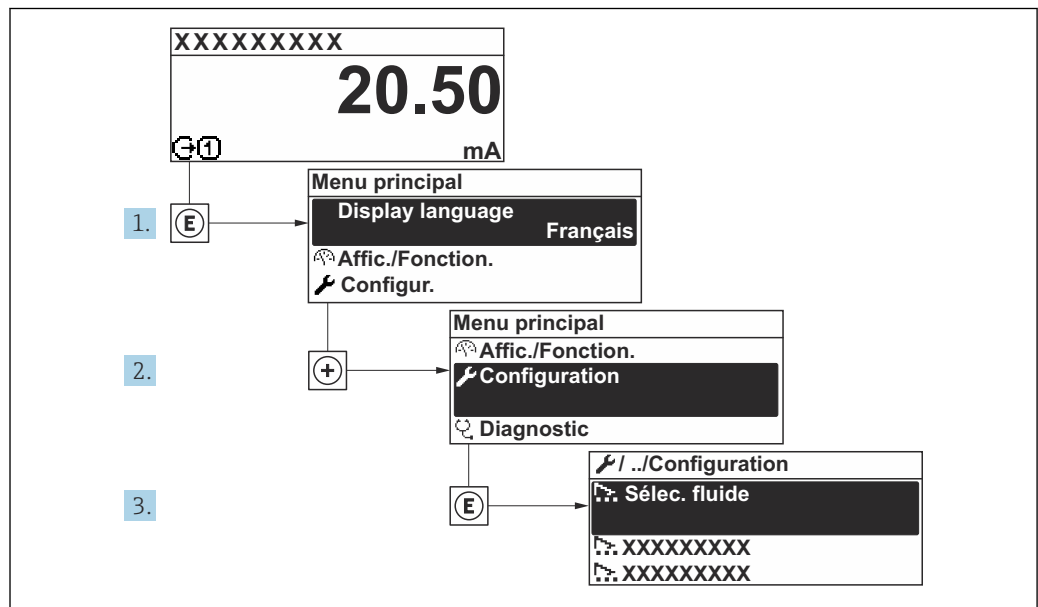 XXXXXXXXX
20.50
1
mA
Menu principal
1.
E
Display language
Français
Affic./Fonction.
Configur.
Menu principal
2.
+
Affic./Fonction.
Configuration
Diagnostic
/ ../Configuration
3.
E
Sélec. fluide
XXXXXXXXX
XXXXXXXXX